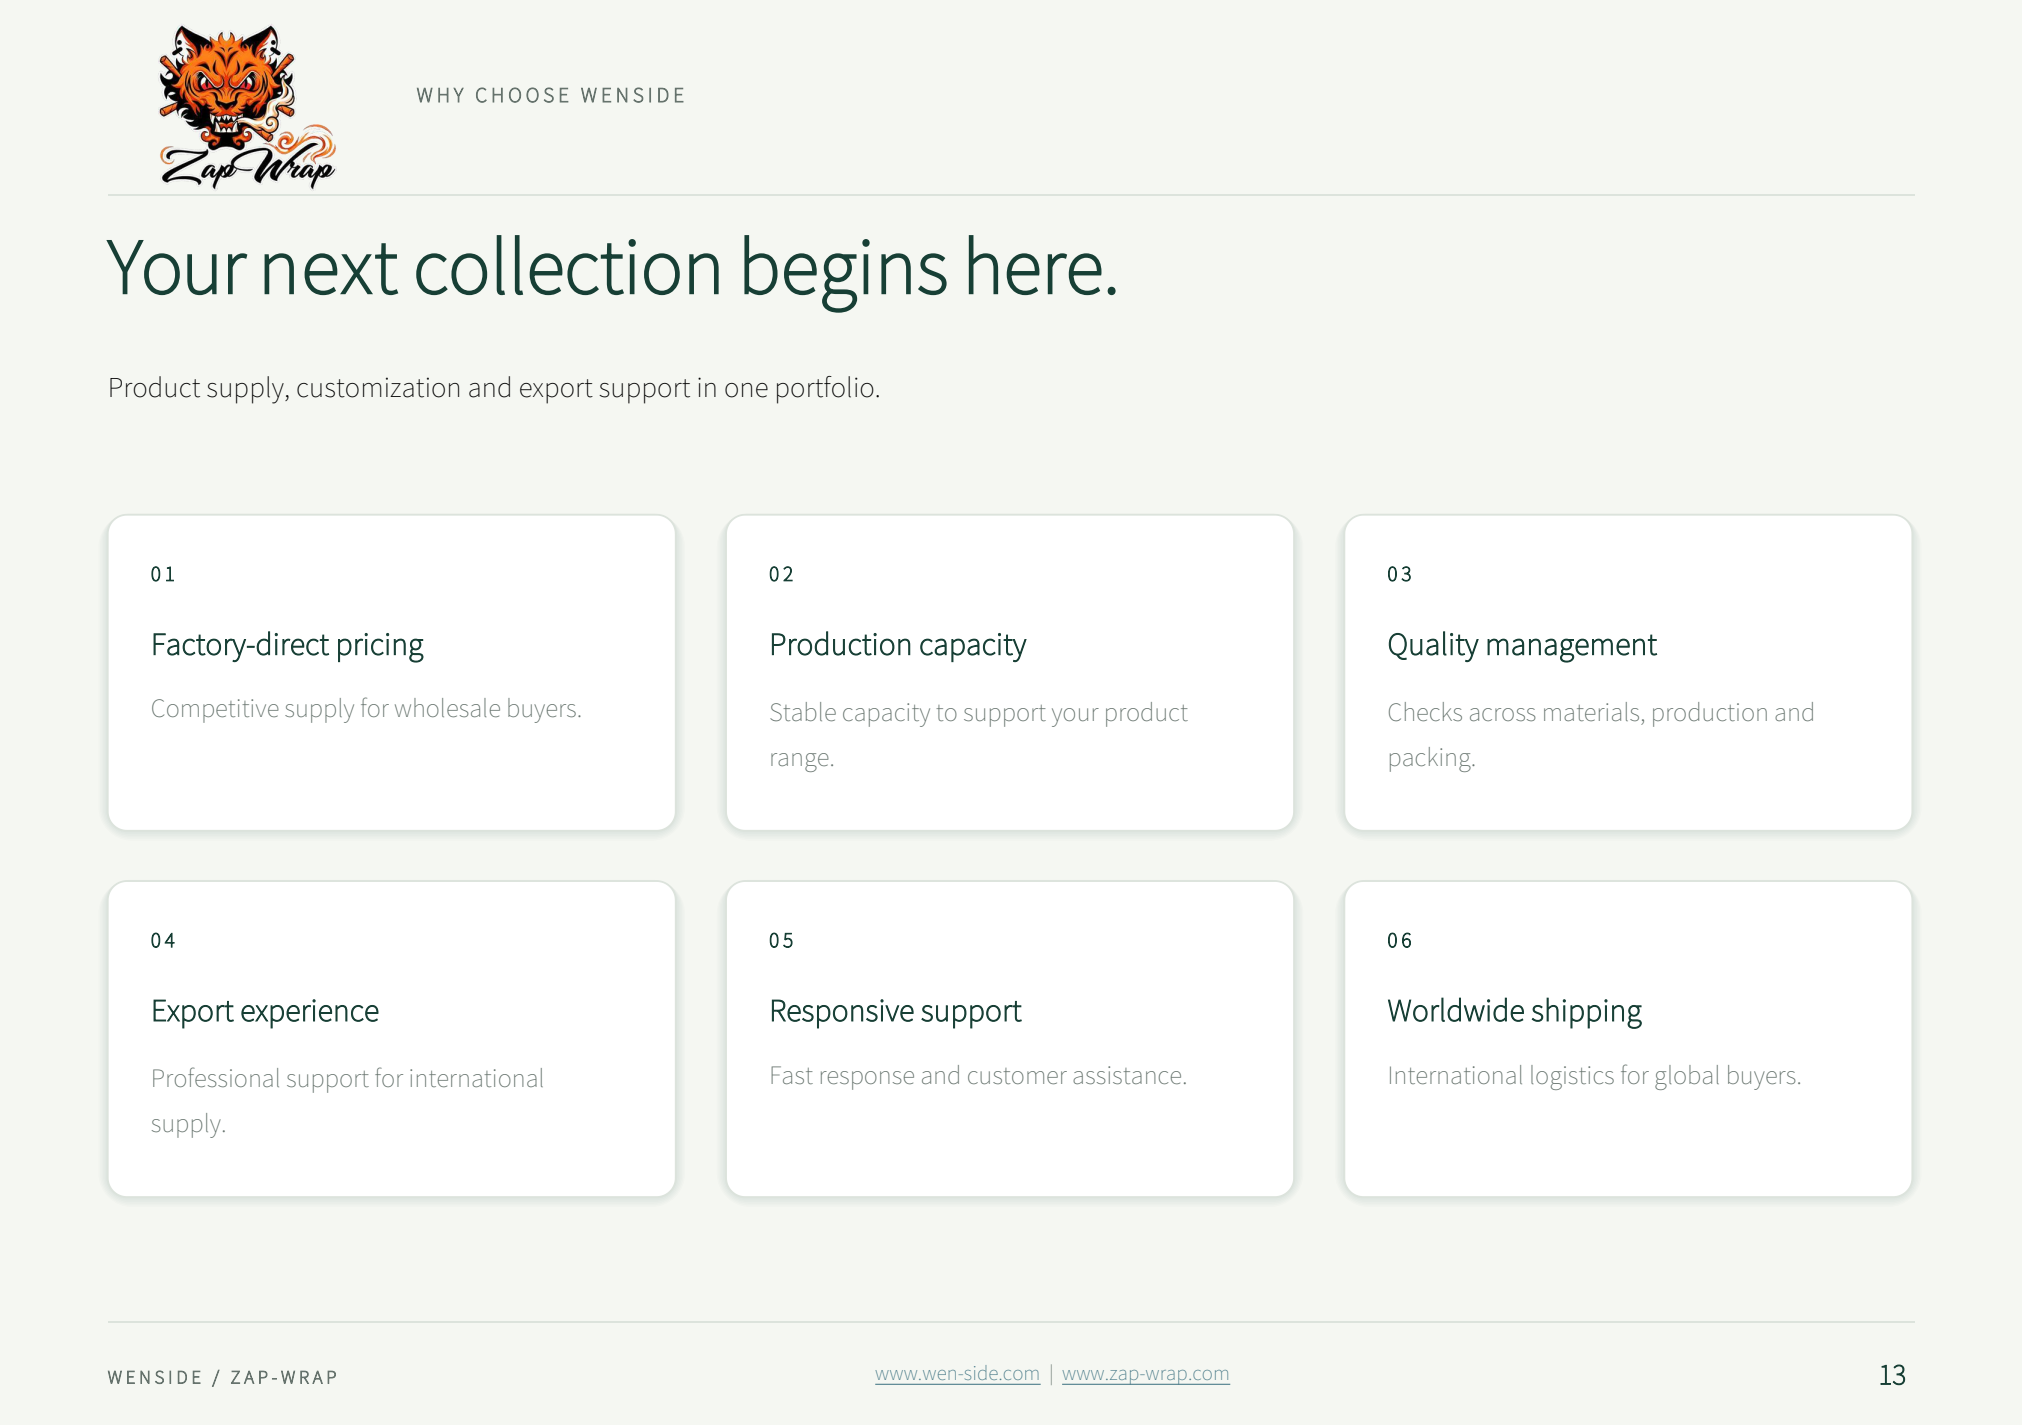 Zap Wrap
WHY CHOOSE WENSIDE
Your next collection begins here.
Product supply, customization and export support in one portfolio.
01
Factory-direct pricing
Competitive supply for wholesale buyers.
02
Production capacity
Stable capacity to support your product
range.
03
Quality management
Checks across materials, production and
packing.
04
Export experience
Professional support for international
supply.
05
Responsive support
Fast response and customer assistance.
06
Worldwide shipping
International logistics for global buyers.
WENSIDE / ZAP-WRAP
www.wen-side.com | www.zap-wrap.com
13